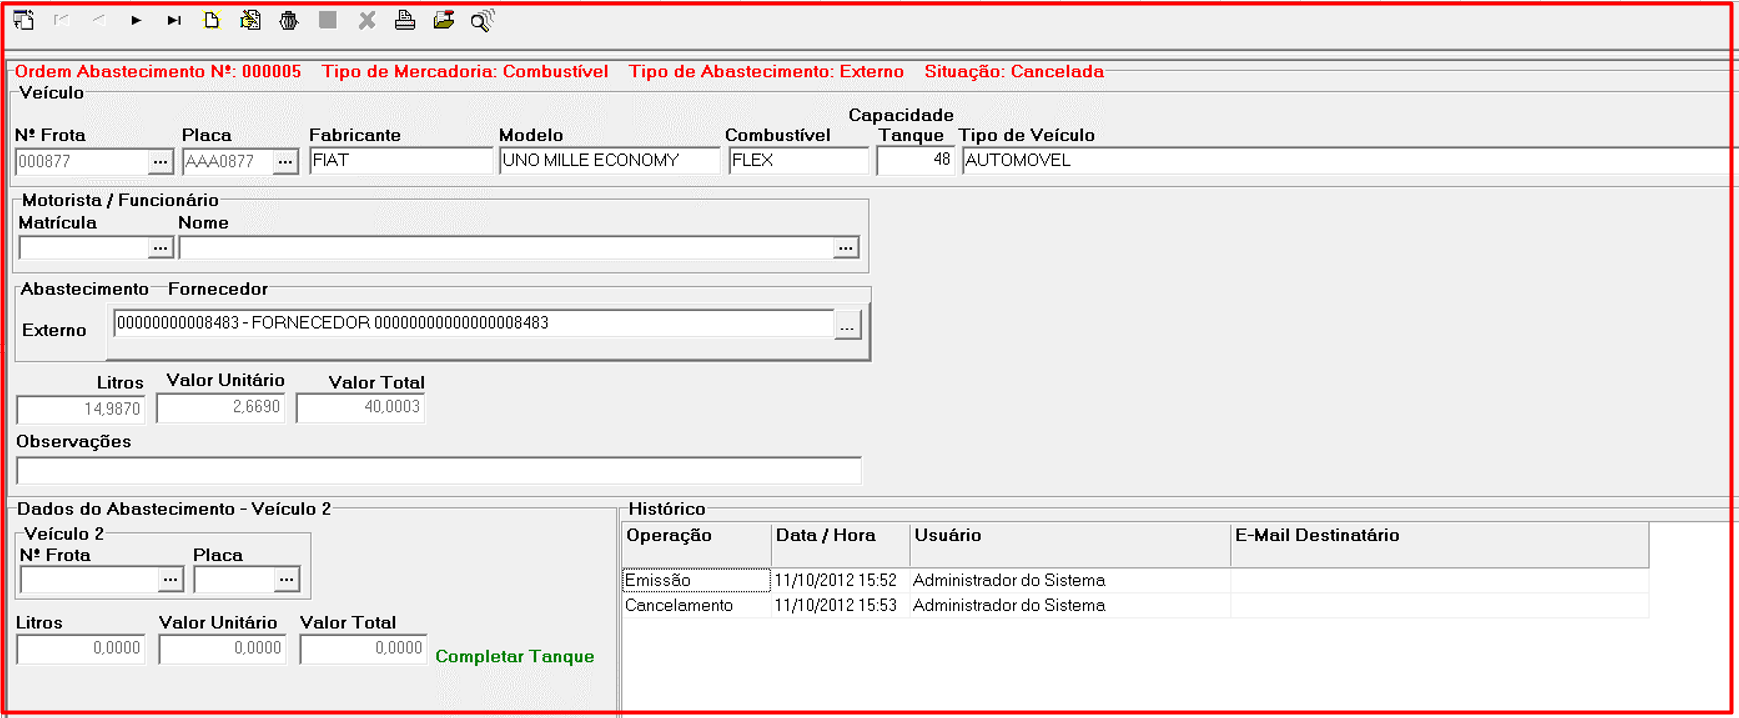 Ordem Abastecimento Nº: 000005 Tipo de Mercadoria: Combustível Tipo de Abastecimento: Externo Situação: Cancelada
Veículo
Nº Frota Placa Fabricante Modelo Combustível Capacidade Tanque Tipo de Veículo
000877 ... AAA0877 ... FIAT UNO MILLE ECONOMY FLEX 48 AUTOMOVEL
Motorista / Funcionário
Matrícula Nome
... ...
Abastecimento Fornecedor
Externo 00000000008483 - FORNECEDOR 00000000000000008483 ...
Litros Valor Unitário Valor Total
14,9870 2,6690 40,0003
Observações
Dados do Abastecimento - Veículo 2
Veículo 2
Nº Frota Placa
... ...
Litros Valor Unitário Valor Total
0,0000 0,0000 0,0000 Completar Tanque
Histórico
Operação Data / Hora Usuário E-Mail Destinatário
Emissão 11/10/2012 15:52 Administrador do Sistema
Cancelamento 11/10/2012 15:53 Administrador do Sistema